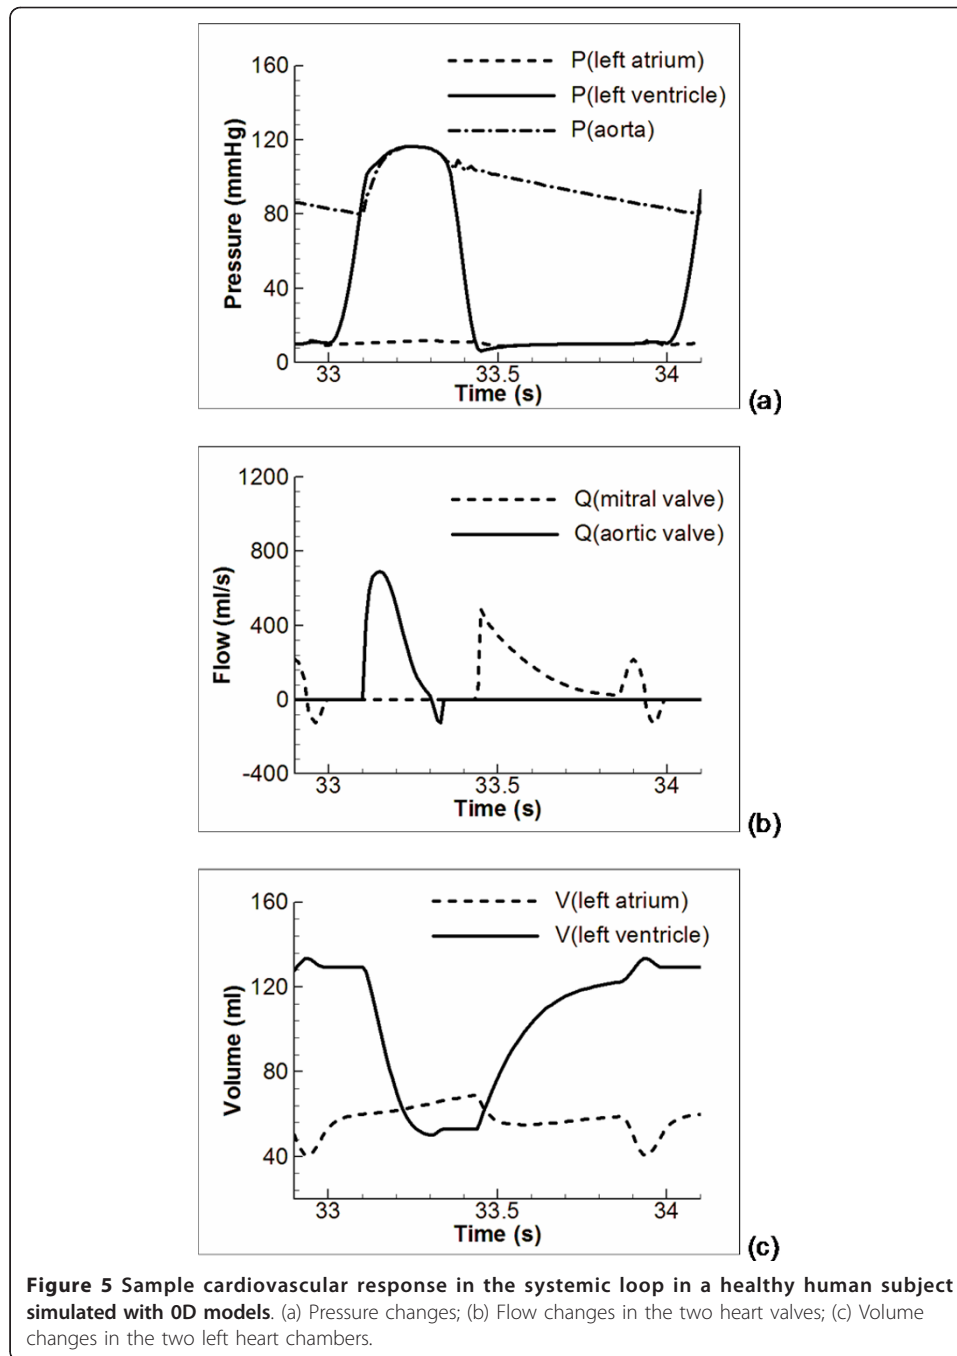 160
120
80
40
0
Pressure (mmHg)
P(left atrium)
P(left ventricle)
P(aorta)
33
33.5
34
Time (s)
(a)
1200
800
400
0
-400
Flow (ml/s)
Q(mitral valve)
Q(aortic valve)
33
33.5
34
Time (s)
(b)
160
120
80
40
Volume (ml)
V(left atrium)
V(left ventricle)
33
33.5
34
Time (s)
(c)
Figure 5 Sample cardiovascular response in the systemic loop in a healthy human subject
simulated with 0D models. (a) Pressure changes; (b) Flow changes in the two heart valves; (c) Volume
changes in the two left heart chambers.